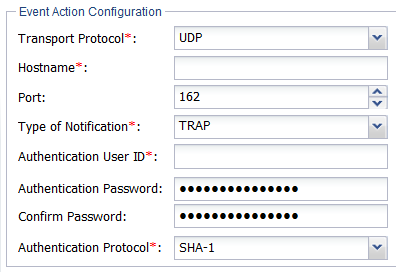 Event Action Configuration
Transport Protocol*: UDP
Hostname*:
Port: 162
Type of Notification*: TRAP
Authentication User ID*:
Authentication Password: ●●●●●●●●●●●●●●●
Confirm Password: ●●●●●●●●●●●●●●●
Authentication Protocol*: SHA-1